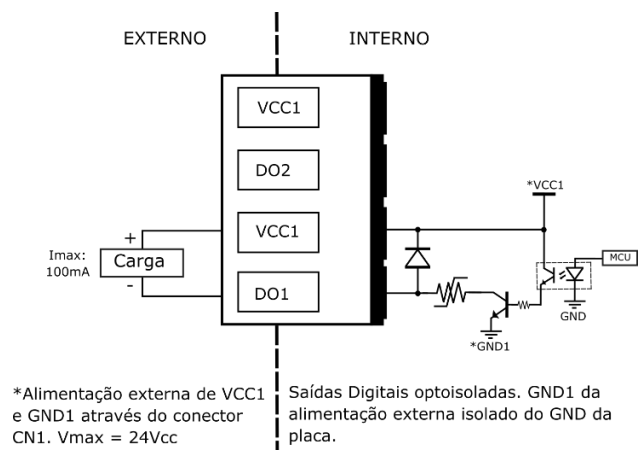 EXTERNO
INTERNO
VCC1
DO2
*VCC1
VCC1
+
Imax:
100mA
Carga
MCU
-
DO1
GND
*GND1
*Alimentação externa de VCC1
e GND1 através do conector
CN1. Vmax = 24Vcc
Saídas Digitais optoisoladas. GND1 da
alimentação externa isolado do GND da
placa.